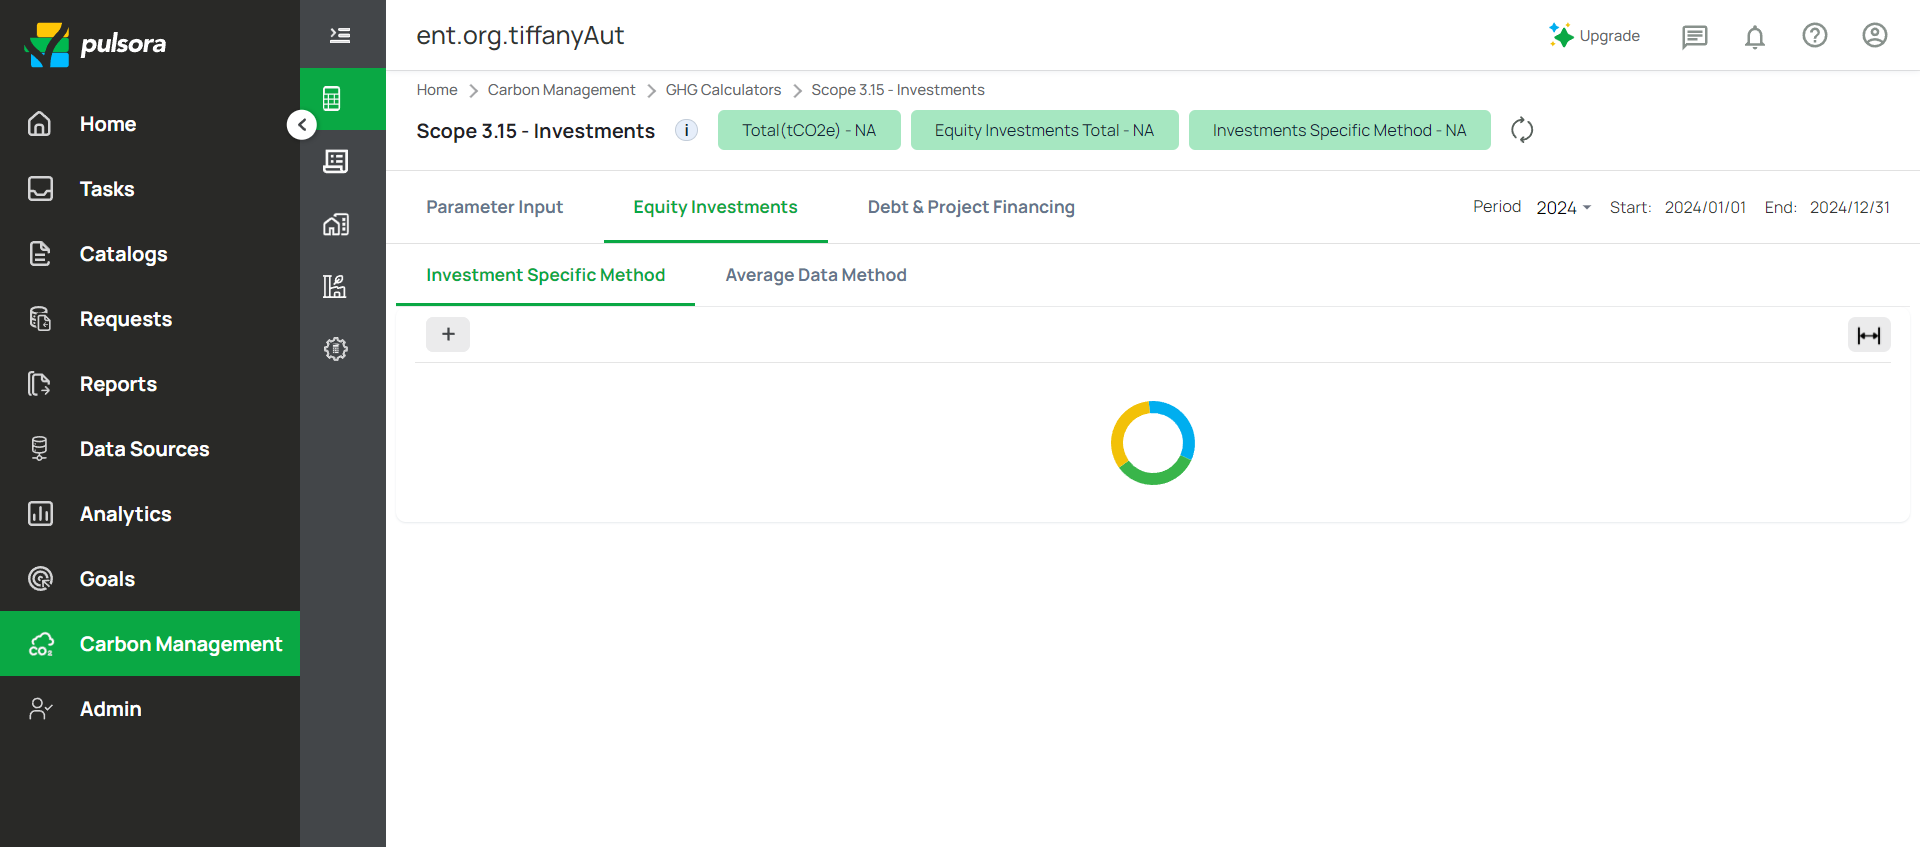 pulsora
Home
Tasks
Catalogs
Requests
Reports
Data Sources
Analytics
Goals
CO₂ Carbon Management
Admin
ent.org.tiffanyAut
Upgrade
Home > Carbon Management > GHG Calculators > Scope 3.15 - Investments
Scope 3.15 - Investments i Total(tCO2e) - NA Equity Investments Total - NA Investments Specific Method - NA
Parameter Input Equity Investments Debt & Project Financing Period 2024 Start: 2024/01/01 End: 2024/12/31
Investment Specific Method Average Data Method
+